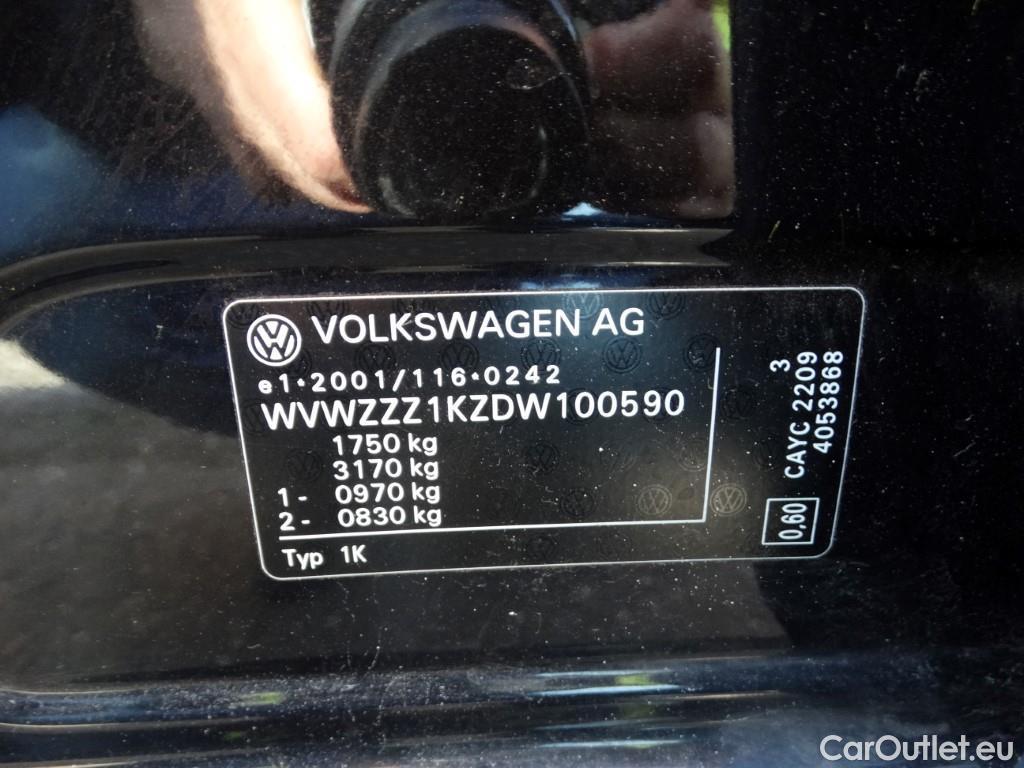 VOLKSWAGEN AG
e1*2001/116*0242
WVWZZZ1KZDW100590
1750 kg
3170 kg
1- 0970 kg
2- 0830 kg
Typ 1K
3
CAYC 2209
4053868
0,60
CarOutlet.eu